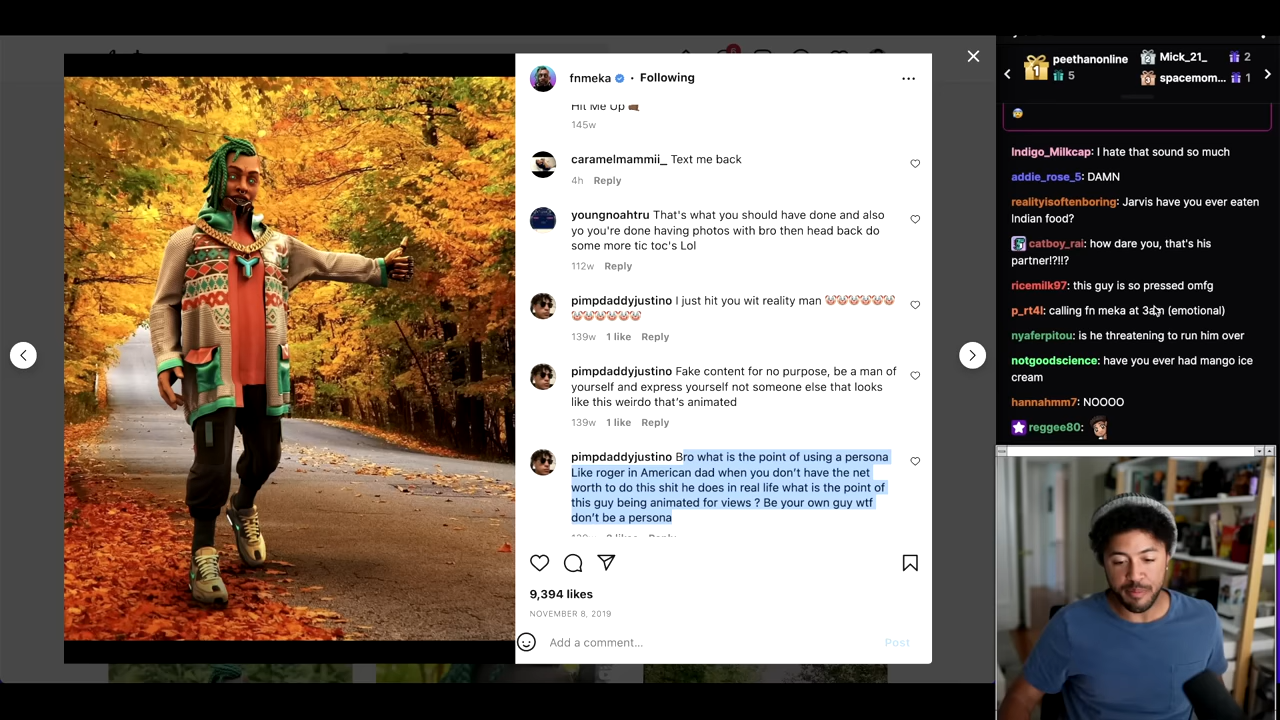 fnmeka • Following
Hit Me Up
145w
caramelmammii_ Text me back
4h Reply
youngnoahtru That's what you should have done and also
yo you're done having photos with bro then head back do
some more tic toc's Lol
112w Reply
pimpdaddyjustino I just hit you wit reality man 🤡🤡🤡🤡🤡🤡
🤡🤡🤡🤡🤡🤡
139w 1 like Reply
pimpdaddyjustino Fake content for no purpose, be a man of
yourself and express yourself not someone else that looks
like this weirdo that's animated
139w 1 like Reply
pimpdaddyjustino Bro what is the point of using a persona
Like roger in American dad when you don't have the net
worth to do this shit he does in real life what is the point of
this guy being animated for views ? Be your own guy wtf
don't be a persona
9,394 likes
NOVEMBER 8, 2019
Add a comment...
Post
1 peethanonline
5
2 Mick_21_ 2
3 spacemom... 1
Indigo_Milkcap: I hate that sound so much
addie_rose_5: DAMN
realityisoftenboring: Jarvis have you ever eaten
Indian food?
catboy_rai: how dare you, that's his
partner!?!!?
ricemilk97: this guy is so pressed omfg
p_rt4l: calling fn meka at 3am (emotional)
nyaferpitou: is he threatening to run him over
notgoodscience: have you ever had mango ice
cream
hannahmm7: NOOOO
reggee80: